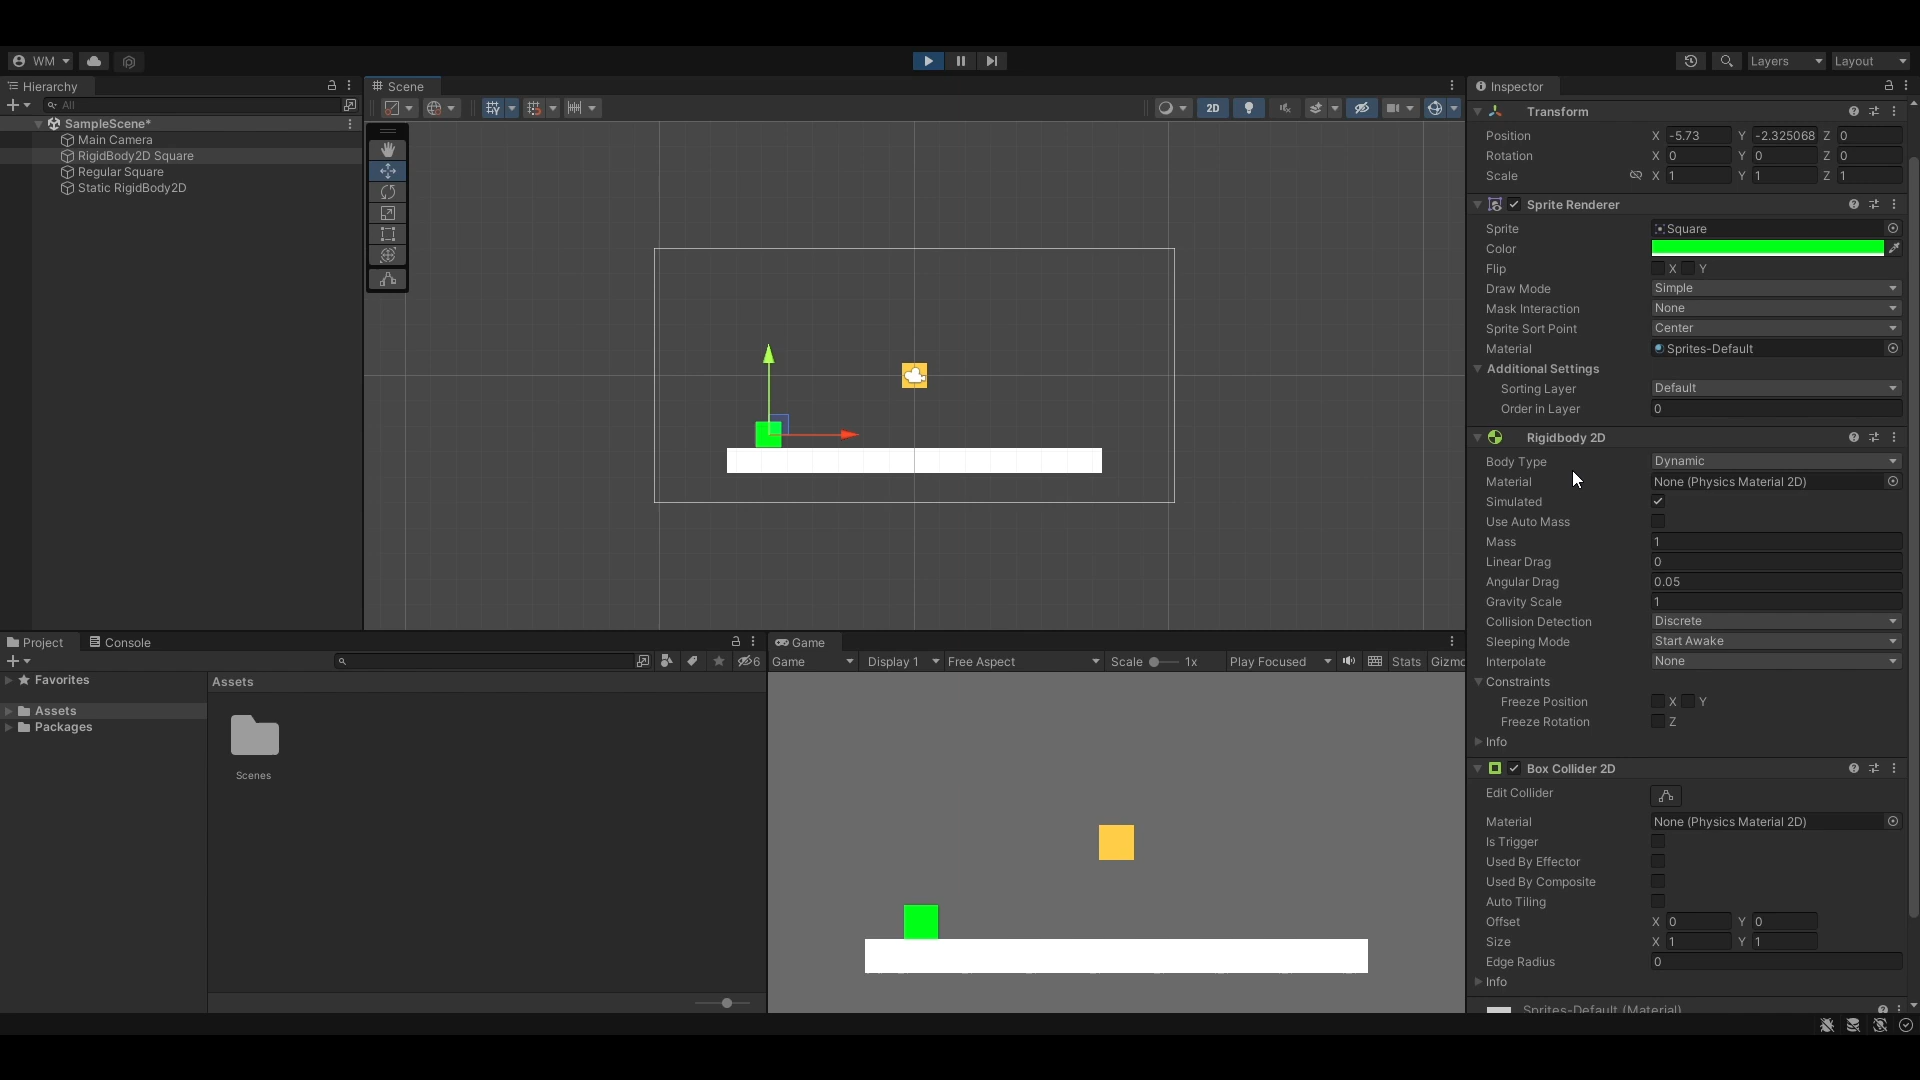 WM
Layers
Layout
Hierarchy
All
SampleScene*
Main Camera
RigidBody2D Square
Regular Square
Static RigidBody2D
Scene
2D
Inspector
Transform
Position X -5.73 Y -2.325068 Z 0
Rotation X 0 Y 0 Z 0
Scale X 1 Y 1 Z 1
Sprite Renderer
Sprite Square
Color
Flip X Y
Draw Mode Simple
Mask Interaction None
Sprite Sort Point Center
Material Sprites-Default
Additional Settings
Sorting Layer Default
Order in Layer 0
Rigidbody 2D
Body Type Dynamic
Material None (Physics Material 2D)
Simulated
Use Auto Mass
Mass 1
Linear Drag 0
Angular Drag 0.05
Gravity Scale 1
Collision Detection Discrete
Sleeping Mode Start Awake
Interpolate None
Constraints
Freeze Position X Y
Freeze Rotation Z
Info
Box Collider 2D
Edit Collider
Material None (Physics Material 2D)
Is Trigger
Used By Effector
Used By Composite
Auto Tiling
Offset X 0 Y 0
Size X 1 Y 1
Edge Radius 0
Info
Sprites-Default (Material)
Project Console
6
Favorites
Assets
Packages
Assets
Scenes
Game
Game Display 1 Free Aspect Scale 1x Play Focused Stats Gizmo